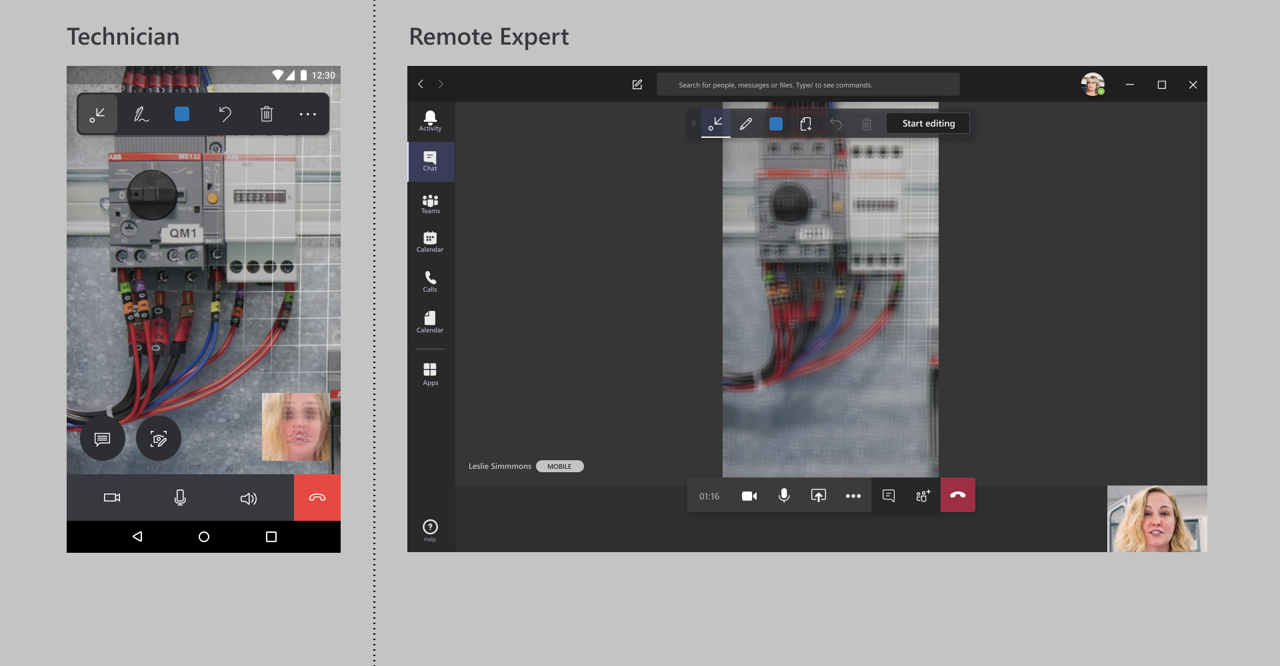 Technician
Remote Expert
12:30
Search for people, messages or files. Type/ to see commands.
Activity
Chat
Teams
Calendar
Calls
Calendar
Apps
Help
Start editing
ABB
MS132
ABB
QM1
Leslie Simmmons
MOBILE
01:16